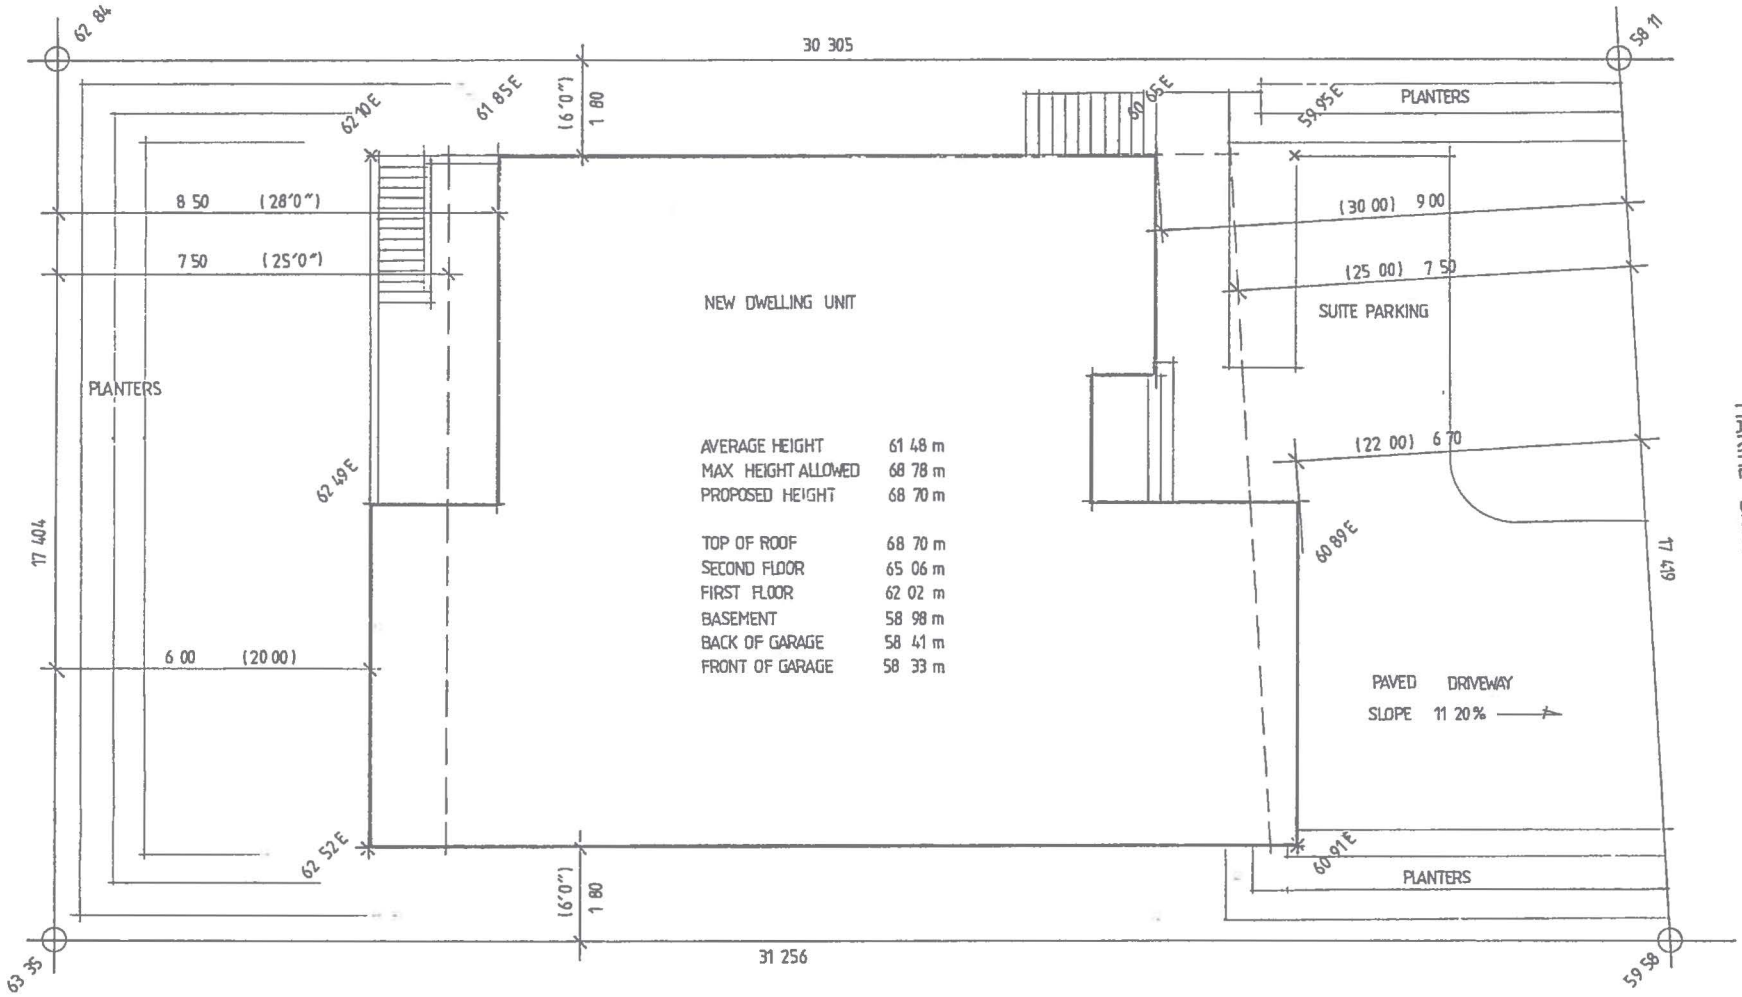 62 84
30 305
58 11
62 10 E
61 85 E
(6'0")
1 80
60 65 E
59 95 E
PLANTERS
8 50 (28'0")
(30 00) 9 00
7 50 (25'0")
(25 00) 7 50
NEW DWELLING UNIT
SUITE PARKING
PLANTERS
62 49 E
AVERAGE HEIGHT 61 48 m
MAX HEIGHT ALLOWED 68 78 m
PROPOSED HEIGHT 68 70 m
(22 00) 6 70
17 404
TOP OF ROOF 68 70 m
SECOND FLOOR 65 06 m
FIRST FLOOR 62 02 m
BASEMENT 58 98 m
BACK OF GARAGE 58 41 m
FRONT OF GARAGE 58 33 m
60 89 E
17 419
6 00 (20 00)
PAVED DRIVEWAY
SLOPE 11 20%
62 52 E
60 91 E
(6'0")
1 80
PLANTERS
63 35
31 256
59 58